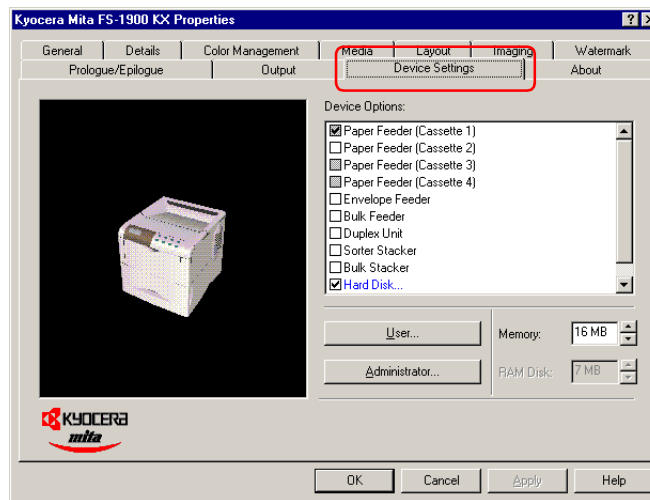 Kyocera Mita FS-1900 KX Properties
General Details Color Management Media Layout Imaging Watermark
Prologue/Epilogue Output Device Settings About
Device Options:
Paper Feeder (Cassette 1)
Paper Feeder (Cassette 2)
Paper Feeder (Cassette 3)
Paper Feeder (Cassette 4)
Envelope Feeder
Bulk Feeder
Duplex Unit
Sorter Stacker
Bulk Stacker
Hard Disk...
User... Memory: 16 MB
Administrator... RAM Disk: 7 MB
KYOCERA
mita
OK Cancel Apply Help